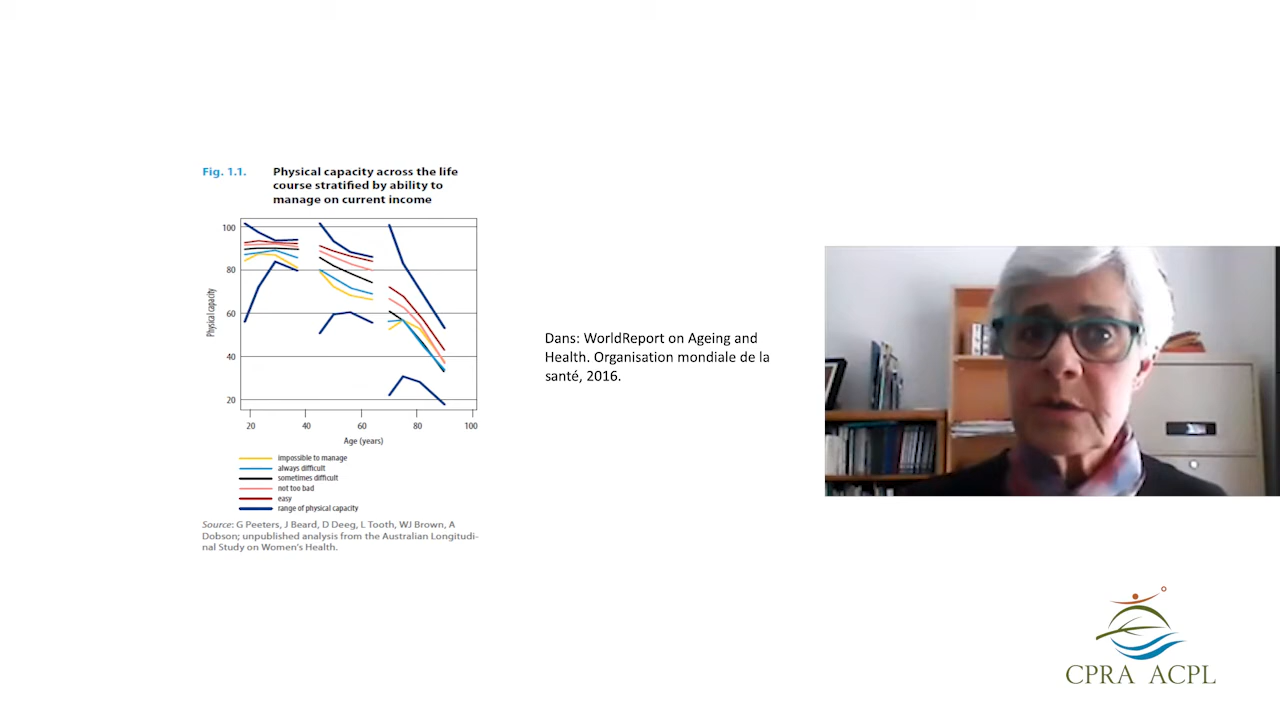 Fig. 1.1. Physical capacity across the life
course stratified by ability to
manage on current income
100
80
60
40
20
Physical capacity
20 40 60 80 100
Age (years)
impossible to manage
always difficult
sometimes difficult
not too bad
easy
range of physical capacity
Source: G Peeters, J Beard, D Deeg, L Tooth, WJ Brown, A
Dobson; unpublished analysis from the Australian Longitudi-
nal Study on Women's Health.
Dans: WorldReport on Ageing and
Health. Organisation mondiale de la
santé, 2016.
CPRA ACPL